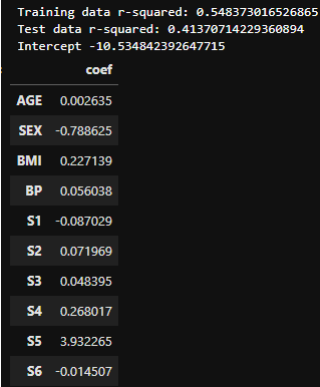 Training data r-squared: 0.548373016526865
Test data r-squared: 0.41370714229360894
Intercept -10.534842392647715
coef
AGE 0.002635
SEX -0.788625
BMI 0.227139
BP 0.056038
S1 -0.087029
S2 0.071969
S3 0.048395
S4 0.268017
S5 3.932265
S6 -0.014507